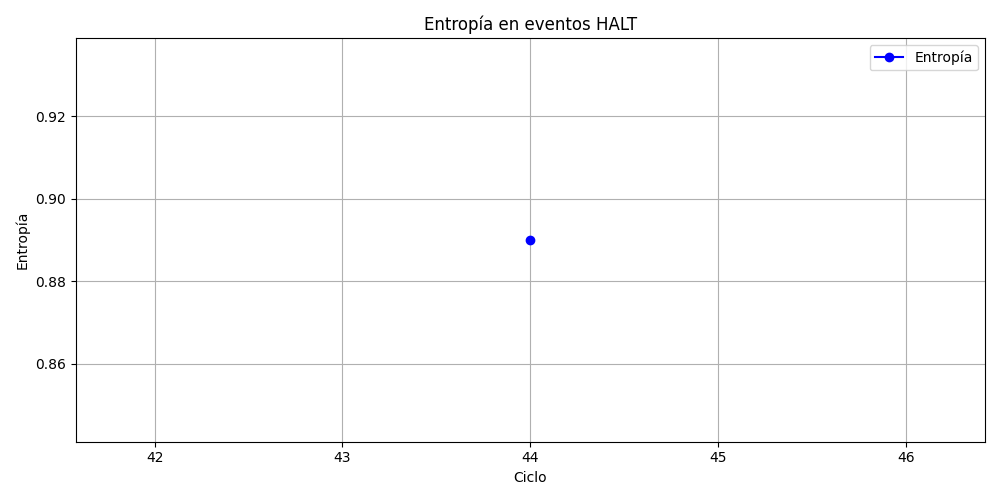 Entropía en eventos HALT
Entropía
0.92
0.90
0.88
0.86
Entropía
42 43 44 45 46
Ciclo